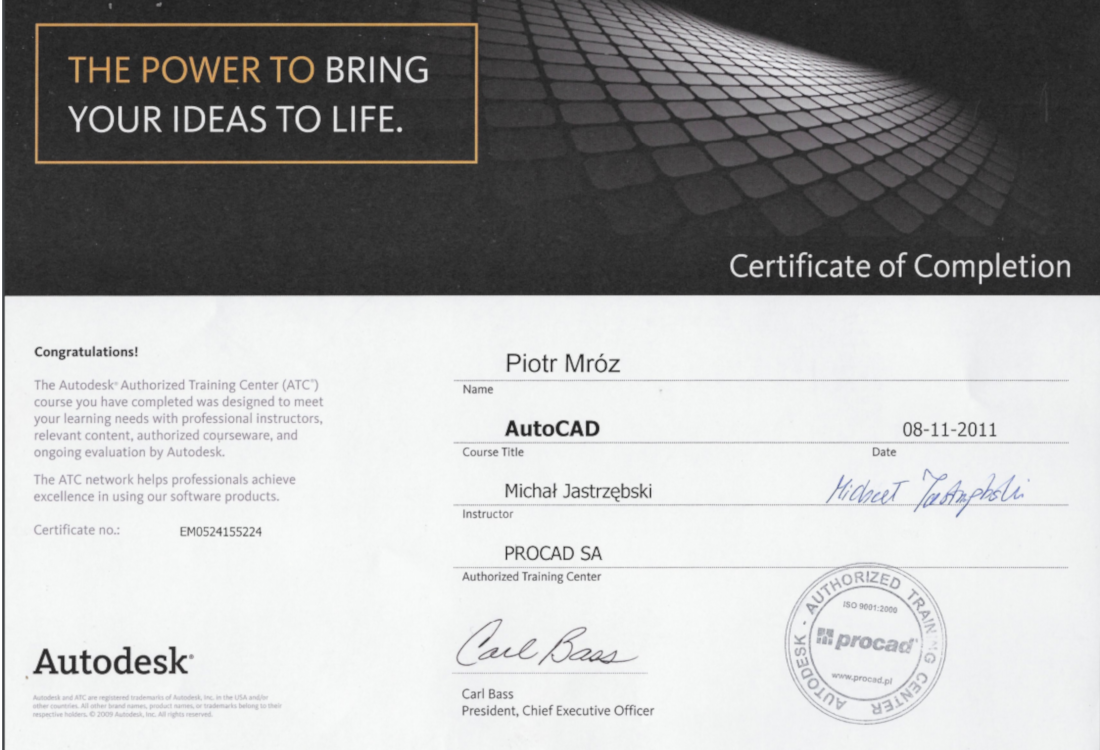 THE POWER TO BRING
YOUR IDEAS TO LIFE.
Certificate of Completion
Congratulations!
The Autodesk® Authorized Training Center (ATC®)
course you have completed was designed to meet
your learning needs with professional instructors,
relevant content, authorized courseware, and
ongoing evaluation by Autodesk.
The ATC network helps professionals achieve
excellence in using our software products.
Certificate no.: EM0524155224
Piotr Mróz
Name
AutoCAD 08-11-2011
Course Title Date
Michał Jastrzębski Michał Jastrzębski
Instructor
PROCAD SA
Authorized Training Center
Carl Bass
Carl Bass
President, Chief Executive Officer
AUTODESK - AUTHORIZED TRAINING CENTER
ISO 9001:2000
procad
www.procad.pl
Autodesk®
Autodesk and ATC are registered trademarks of Autodesk, Inc. in the USA and/or
other countries. All other brand names, product names, or trademarks belong to their
respective holders. © 2009 Autodesk, Inc. All rights reserved.